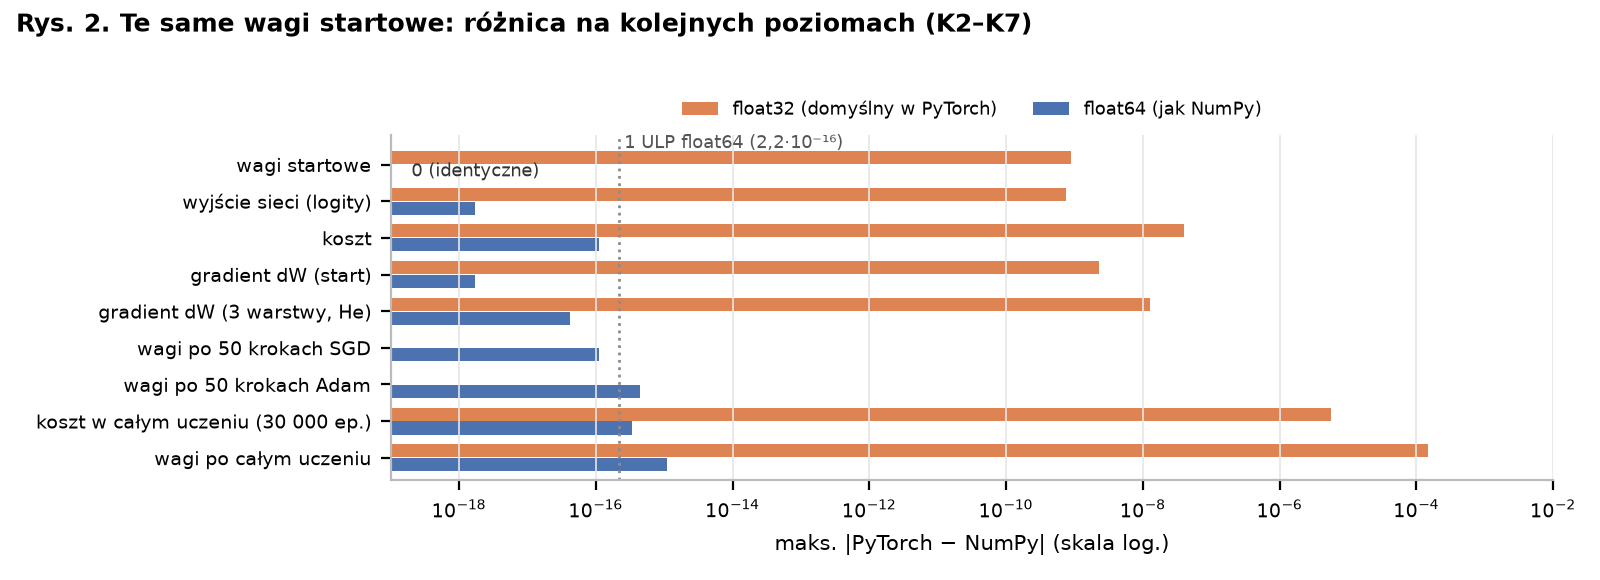 Rys. 2. Te same wagi startowe: różnica na kolejnych poziomach (K2–K7)
float32 (domyślny w PyTorch)
float64 (jak NumPy)
1 ULP float64 (2,2·10⁻¹⁶)
wagi startowe
0 (identyczne)
wyjście sieci (logity)
koszt
gradient dW (start)
gradient dW (3 warstwy, He)
wagi po 50 krokach SGD
wagi po 50 krokach Adam
koszt w całym uczeniu (30 000 ep.)
wagi po całym uczeniu
10⁻¹⁸ 10⁻¹⁶ 10⁻¹⁴ 10⁻¹² 10⁻¹⁰ 10⁻⁸ 10⁻⁶ 10⁻⁴ 10⁻²
maks. |PyTorch − NumPy| (skala log.)